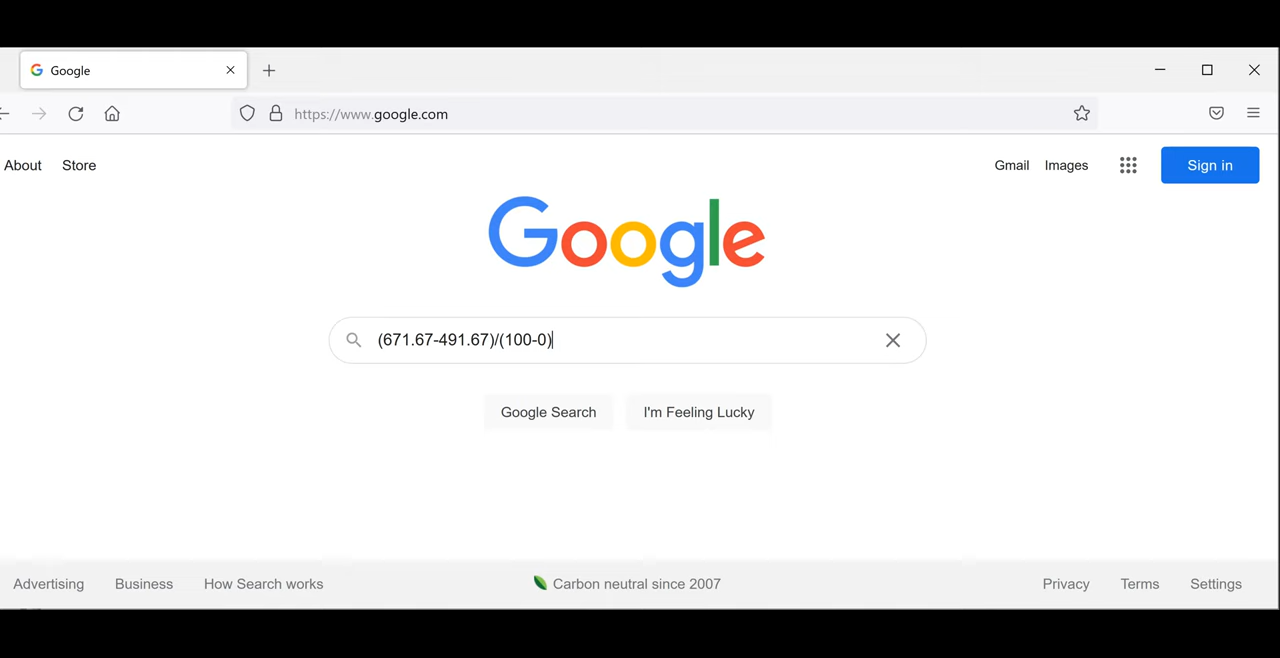 Google
https://www.google.com
About Store Gmail Images Sign in
Google
(671.67-491.67)/(100-0)
Google Search I'm Feeling Lucky
Advertising Business How Search works Carbon neutral since 2007 Privacy Terms Settings